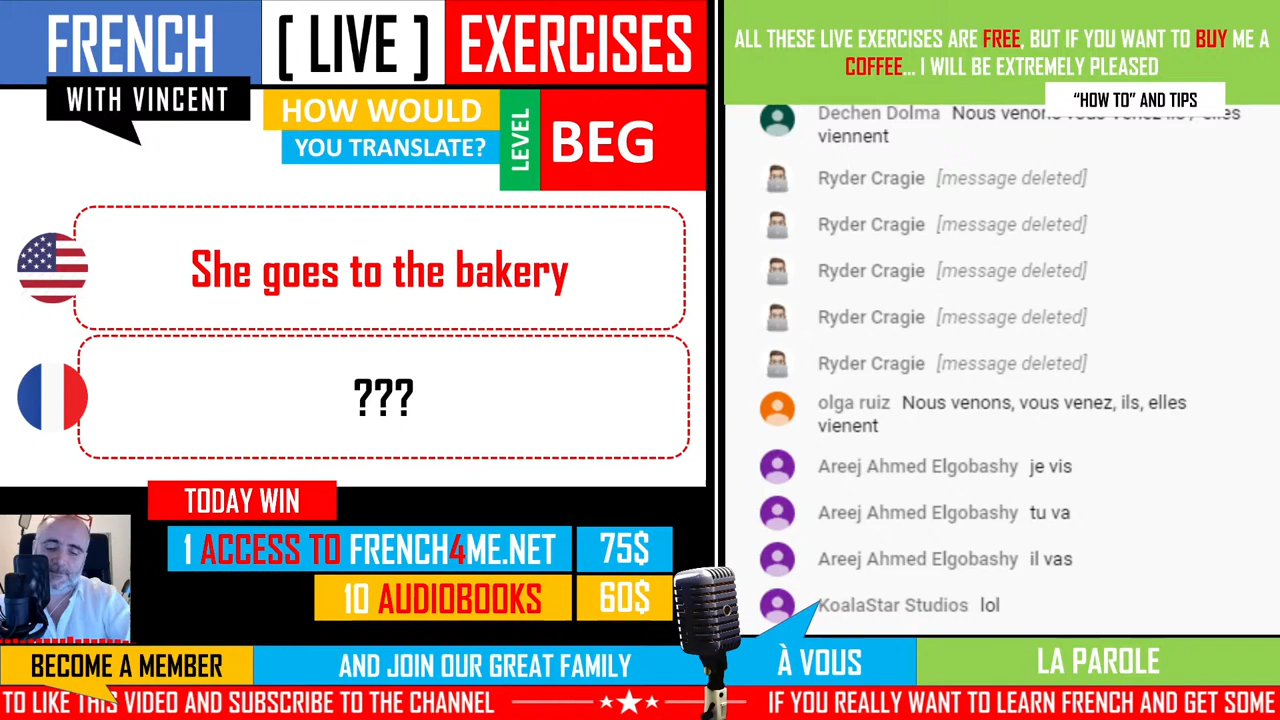 FRENCH [ LIVE ] EXERCISES
WITH VINCENT
HOW WOULD
YOU TRANSLATE?
LEVEL
BEG
She goes to the bakery
???
TODAY WIN
1 ACCESS TO FRENCH4ME.NET 75$
10 AUDIOBOOKS 60$
ALL THESE LIVE EXERCISES ARE FREE, BUT IF YOU WANT TO BUY ME A
COFFEE... I WILL BE EXTREMELY PLEASED
“HOW TO” AND TIPS
Dechen Dolma Nous venons vous venez ils / elles
viennent
Ryder Cragie [message deleted]
Ryder Cragie [message deleted]
Ryder Cragie [message deleted]
Ryder Cragie [message deleted]
Ryder Cragie [message deleted]
olga ruiz Nous venons, vous venez, ils, elles
vienent
Areej Ahmed Elgobashy je vis
Areej Ahmed Elgobashy tu va
Areej Ahmed Elgobashy il vas
KoalaStar Studios lol
BECOME A MEMBER AND JOIN OUR GREAT FAMILY
À VOUS LA PAROLE
TO LIKE THIS VIDEO AND SUBSCRIBE TO THE CHANNEL IF YOU REALLY WANT TO LEARN FRENCH AND GET SOME